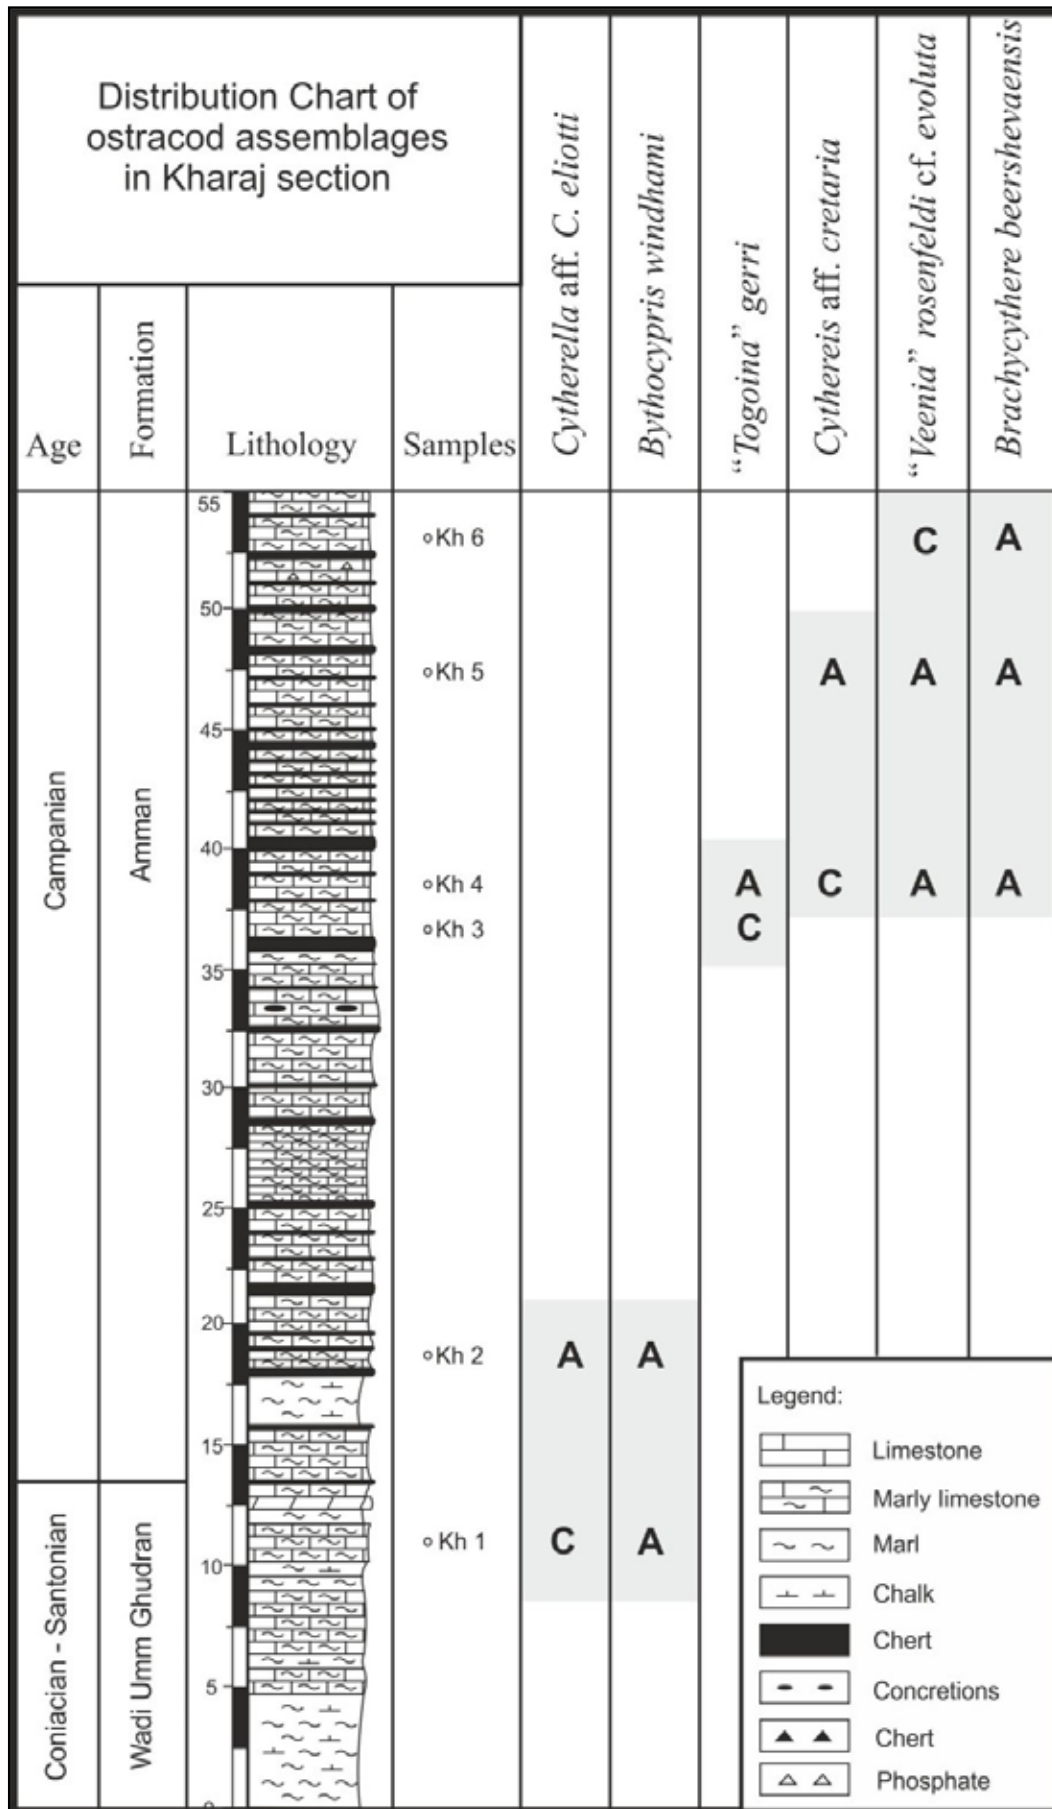 Distribution Chart of
ostracod assemblages
in Kharaj section
Age
Formation
Lithology
Samples
Cytherella aff. C. eliotti
Bythocypris windhami
“Togoina” gerri
Cythereis aff. cretaria
“Veenia” rosenfeldi cf. evoluta
Brachycythere beershevaensis
Campanian
Amman
Coniacian - Santonian
Wadi Umm Ghudran
55
Kh 6 C A
50
Kh 5 A A A
45
40
Kh 4 A C A A
Kh 3 C
35
30
25
20
Kh 2 A A
15
Kh 1 C A
10
5
0
Legend:
Limestone
Marly limestone
Marl
Chalk
Chert
Concretions
Chert
Phosphate